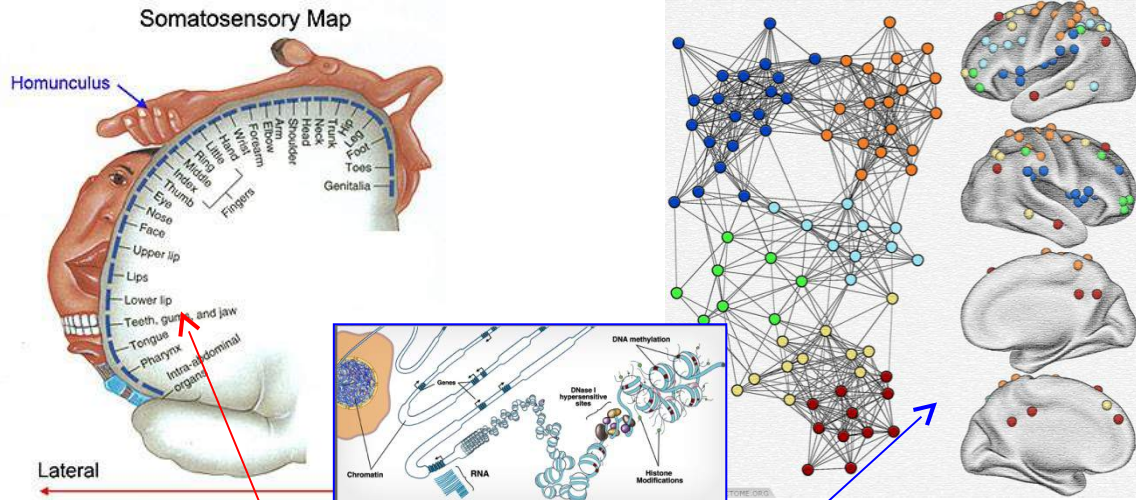 Somatosensory Map
Homunculus
Genitalia
Toes
Foot
Leg
Hip
Trunk
Neck
Head
Shoulder
Arm
Elbow
Forearm
Wrist
Hand
Little
Ring
Middle
Index
Thumb
Fingers
Eye
Nose
Face
Upper lip
Lips
Lower lip
Teeth, gums, and jaw
Tongue
Pharynx
Intra-abdominal
organs
Lateral
DNA methylation
DNase I
hypersensitive
sites
Genes
Chromatin
RNA
Histone
Modifications
TOME.ORG